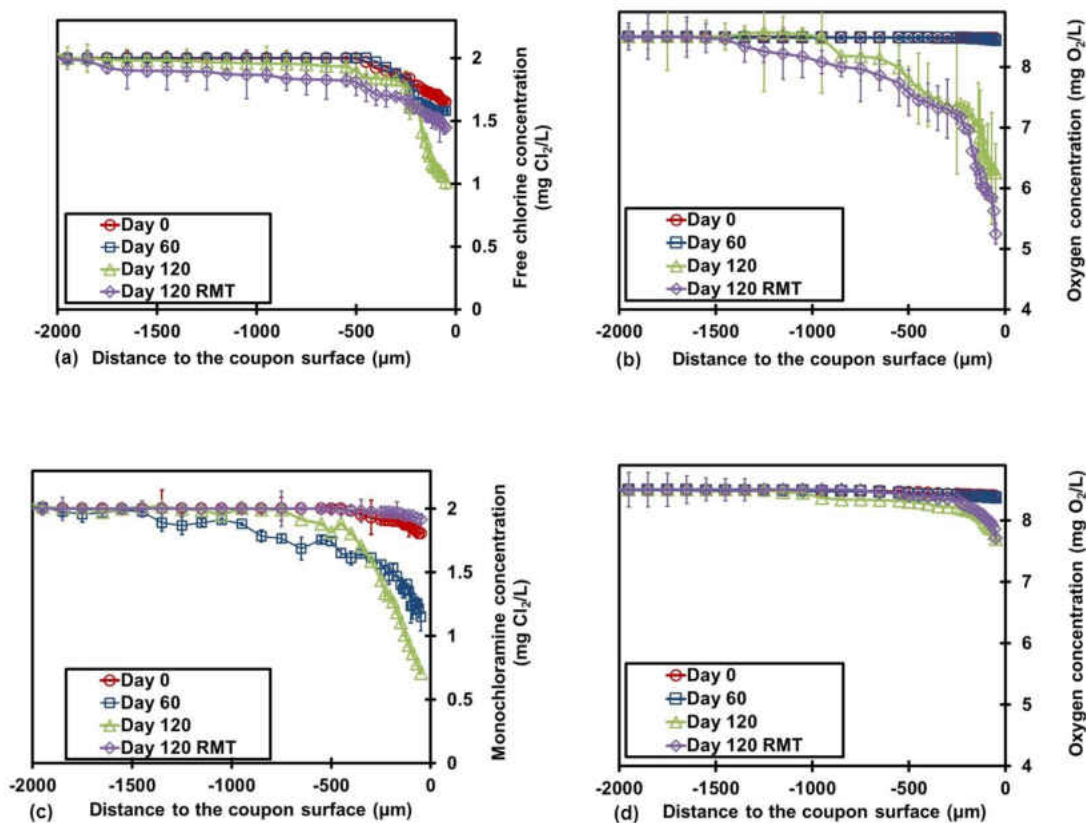 2
1.5
1
0.5
0
Free chlorine concentration
(mg Cl₂/L)
Day 0
Day 60
Day 120
Day 120 RMT
-2000 -1500 -1000 -500 0
(a) Distance to the coupon surface (µm)
8
7
6
5
4
Oxygen concentration (mg O₂/L)
Day 0
Day 60
Day 120
Day 120 RMT
-2000 -1500 -1000 -500 0
(b) Distance to the coupon surface (µm)
2
1.5
1
0.5
0
Monochloramine concentration
(mg Cl₂/L)
Day 0
Day 60
Day 120
Day 120 RMT
-2000 -1500 -1000 -500 0
(c) Distance to the coupon surface (µm)
8
7
6
5
4
Oxygen concentration (mg O₂/L)
Day 0
Day 60
Day 120
Day 120 RMT
-2000 -1500 -1000 -500 0
(d) Distance to the coupon surface (µm)